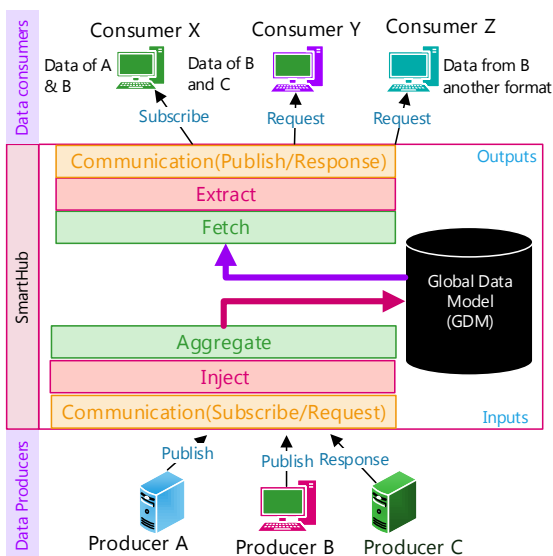 Data consumers
Consumer X
Consumer Y
Consumer Z
Data of A
& B
Data of B
and C
Data from B
another format
Subscribe
Request
Request
SmartHub
Communication(Publish/Response)
Outputs
Extract
Fetch
Global Data
Model
(GDM)
Aggregate
Inject
Communication(Subscribe/Request)
Inputs
Data Producers
Publish
Publish
Response
Producer A
Producer B
Producer C